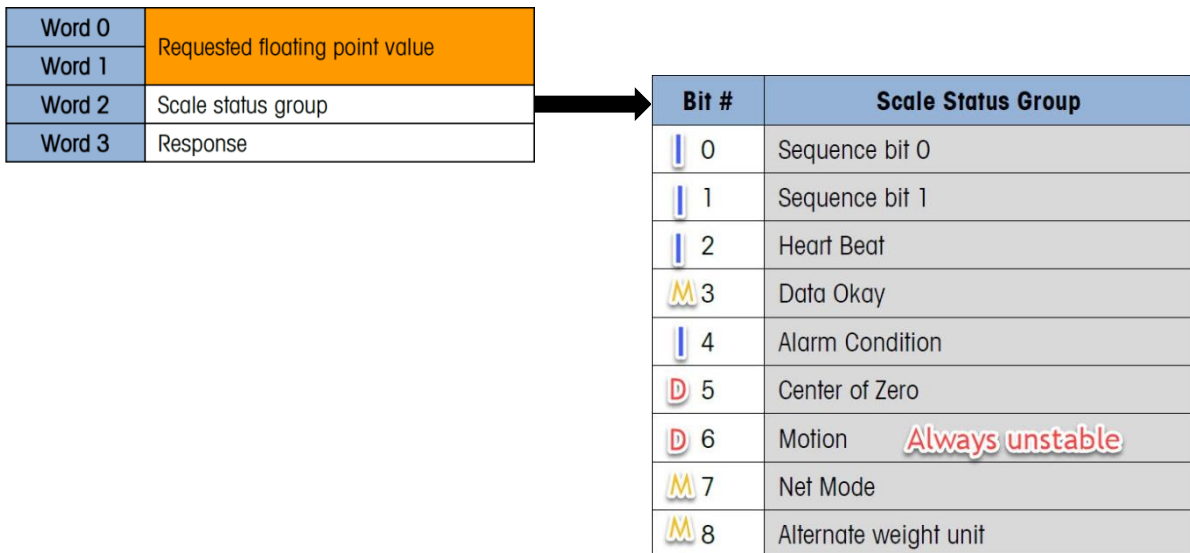 Word 0
Requested floating point value
Word 1
Word 2 Scale status group
Word 3 Response
Bit # Scale Status Group
I 0 Sequence bit 0
I 1 Sequence bit 1
I 2 Heart Beat
M 3 Data Okay
I 4 Alarm Condition
D 5 Center of Zero
D 6 Motion Always unstable
M 7 Net Mode
M 8 Alternate weight unit